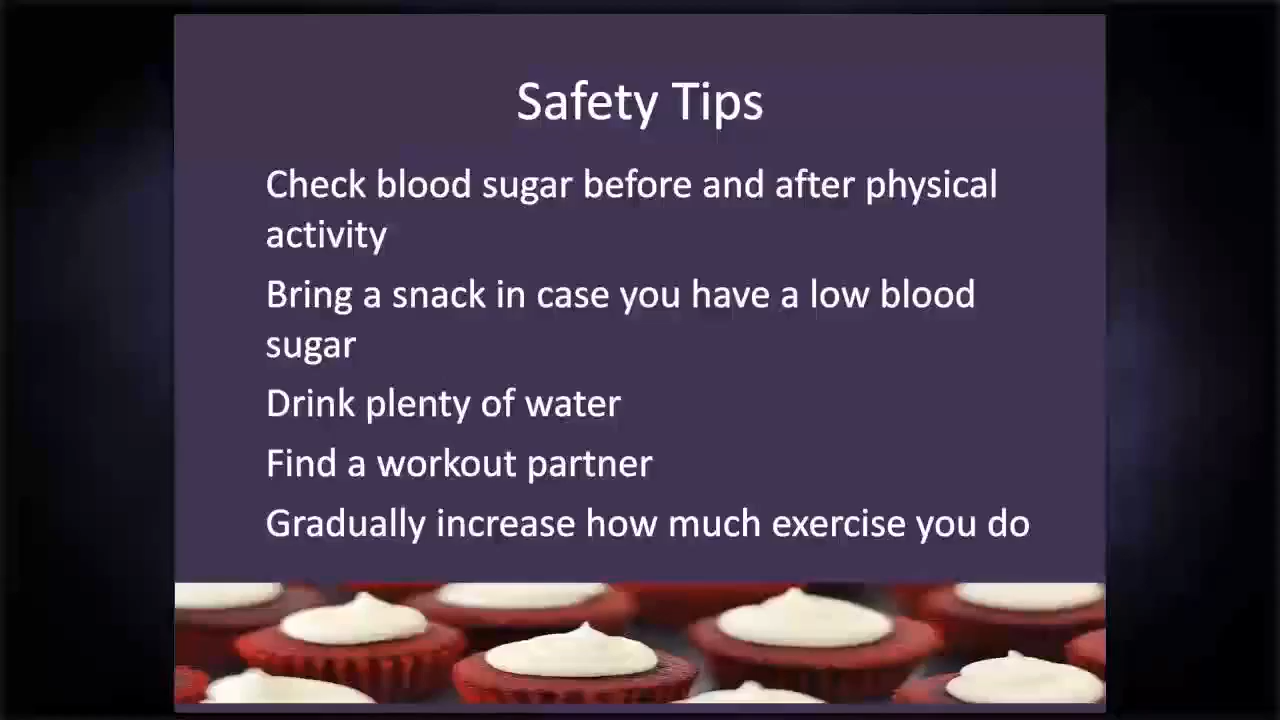 Safety Tips
Check blood sugar before and after physical
activity
Bring a snack in case you have a low blood
sugar
Drink plenty of water
Find a workout partner
Gradually increase how much exercise you do